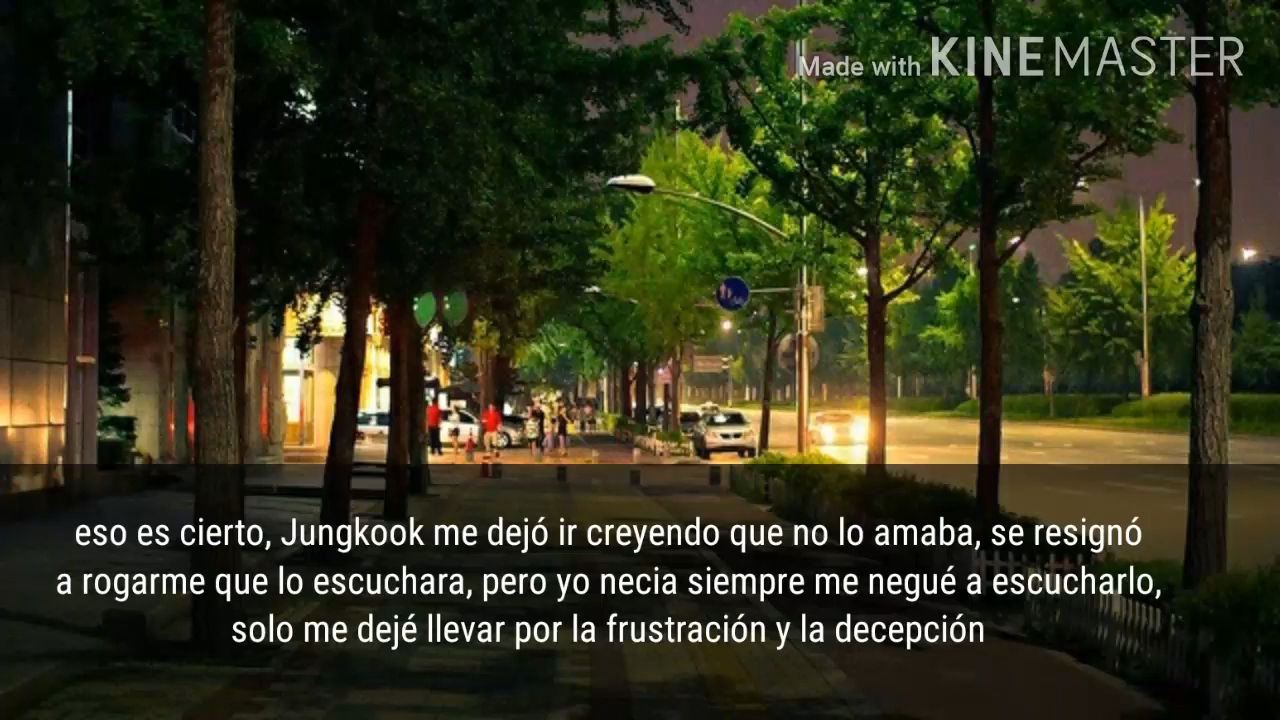 Made with KINEMASTER
eso es cierto, Jungkook me dejó ir creyendo que no lo amaba, se resignó
a rogarme que lo escuchara, pero yo necia siempre me negué a escucharlo,
solo me dejé llevar por la frustración y la decepción